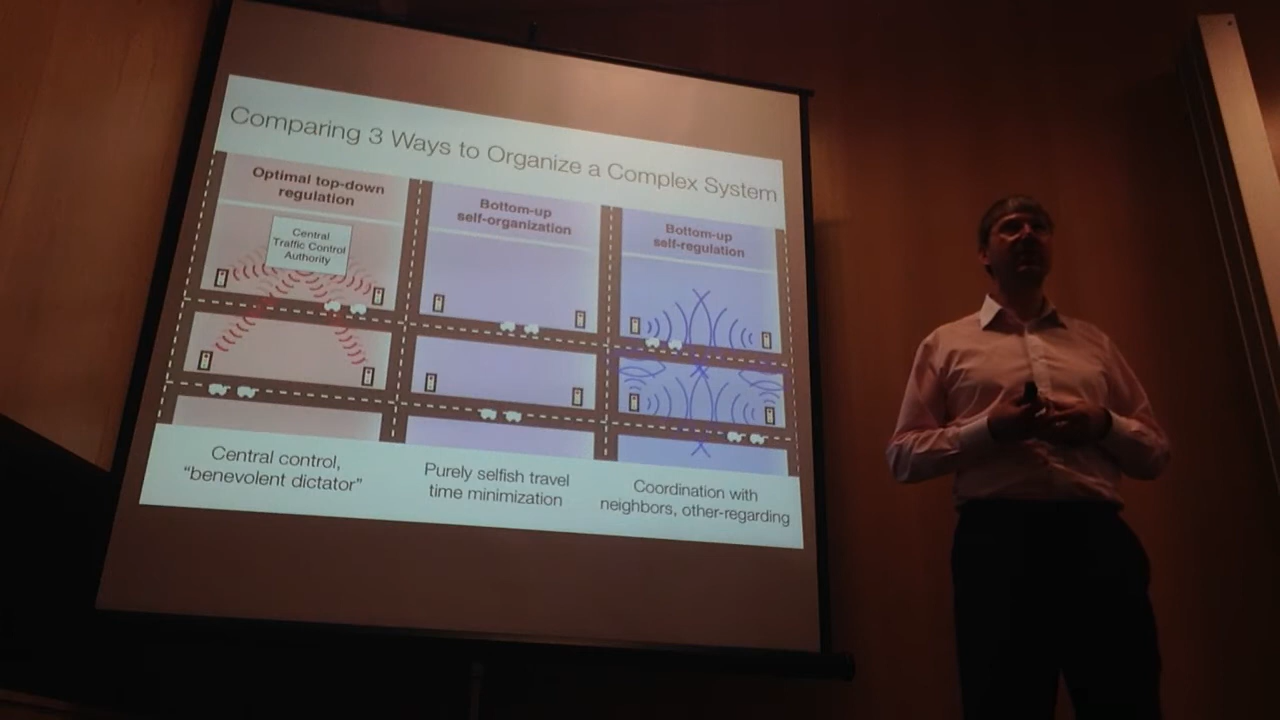 Comparing 3 Ways to Organize a Complex System
Optimal top-down
regulation
Central
Traffic Control
Authority
Central control,
“benevolent dictator”
Bottom-up
self-organization
Purely selfish travel
time minimization
Bottom-up
self-regulation
Coordination with
neighbors, other-regarding